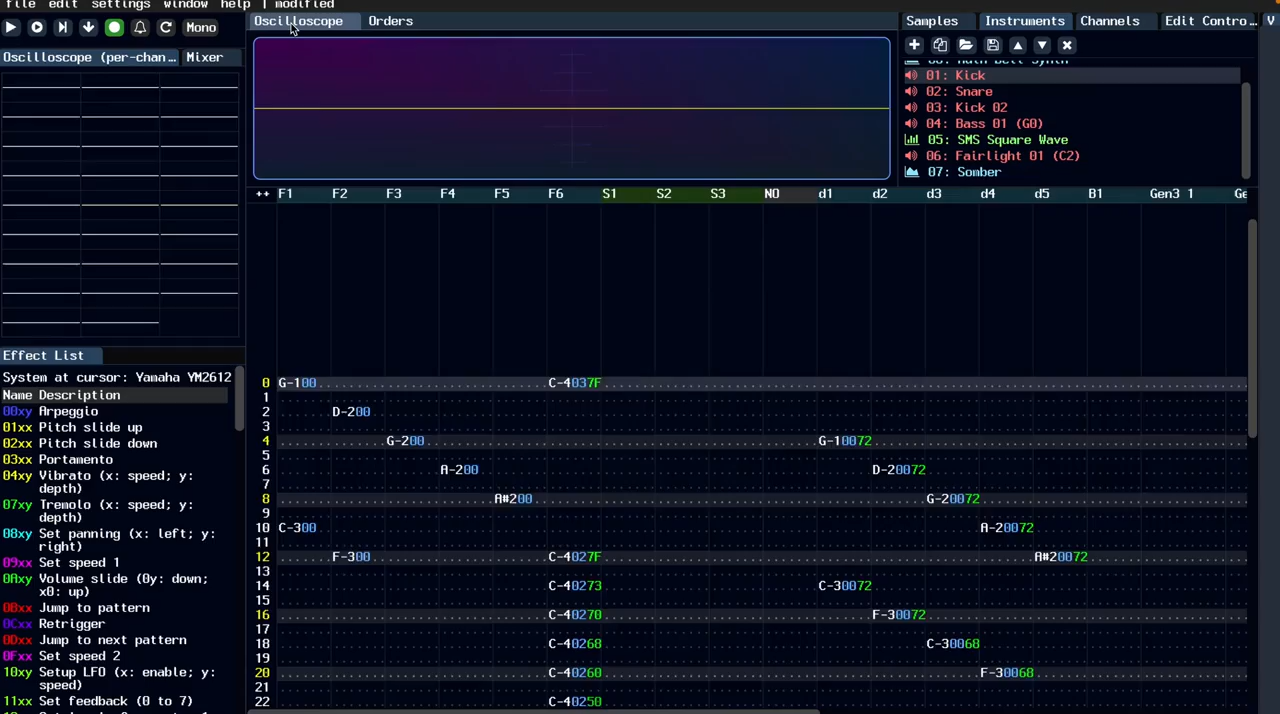 file edit settings window help | modified
Mono
Oscilloscope (per-chan…
Mixer
Oscilloscope
Orders
Samples
Instruments
Channels
Edit Contro…
V
01: Kick
02: Snare
03: Kick 02
04: Bass 01 (G0)
05: SMS Square Wave
06: Fairlight 01 (C2)
07: Somber
++ F1 F2 F3 F4 F5 F6 S1 S2 S3 NO d1 d2 d3 d4 d5 B1 Gen3 1 Ge
0 G-100 C-4037F
1
2 D-200
3
4 G-200 G-10072
5
6 A-200 D-20072
7
8 A#200 G-20072
9
10 C-300 A-20072
11
12 F-300 C-4027F A#20072
13
14 C-40273 C-30072
15
16 C-40270 F-30072
17
18 C-40268 C-30068
19
20 C-40260 F-30068
21
22 C-40250
Effect List
System at cursor: Yamaha YM2612
Name Description
00xy Arpeggio
01xx Pitch slide up
02xx Pitch slide down
03xx Portamento
04xy Vibrato (x: speed; y:
depth)
07xy Tremolo (x: speed; y:
depth)
08xy Set panning (x: left; y:
right)
09xx Set speed 1
0Axy Volume slide (0y: down;
x0: up)
0Bxx Jump to pattern
0Cxx Retrigger
0Dxx Jump to next pattern
0Fxx Set speed 2
10xy Setup LFO (x: enable; y:
speed)
11xx Set feedback (0 to 7)